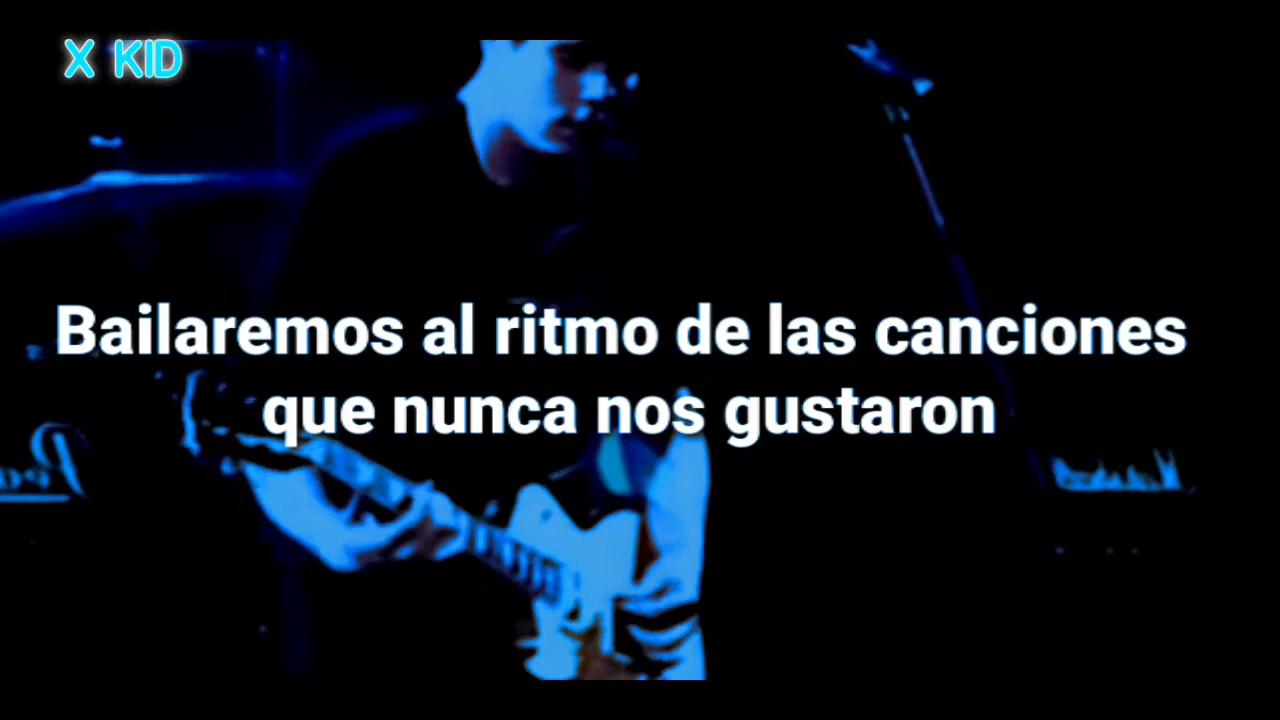 X KID
Bailaremos al ritmo de las canciones
que nunca nos gustaron